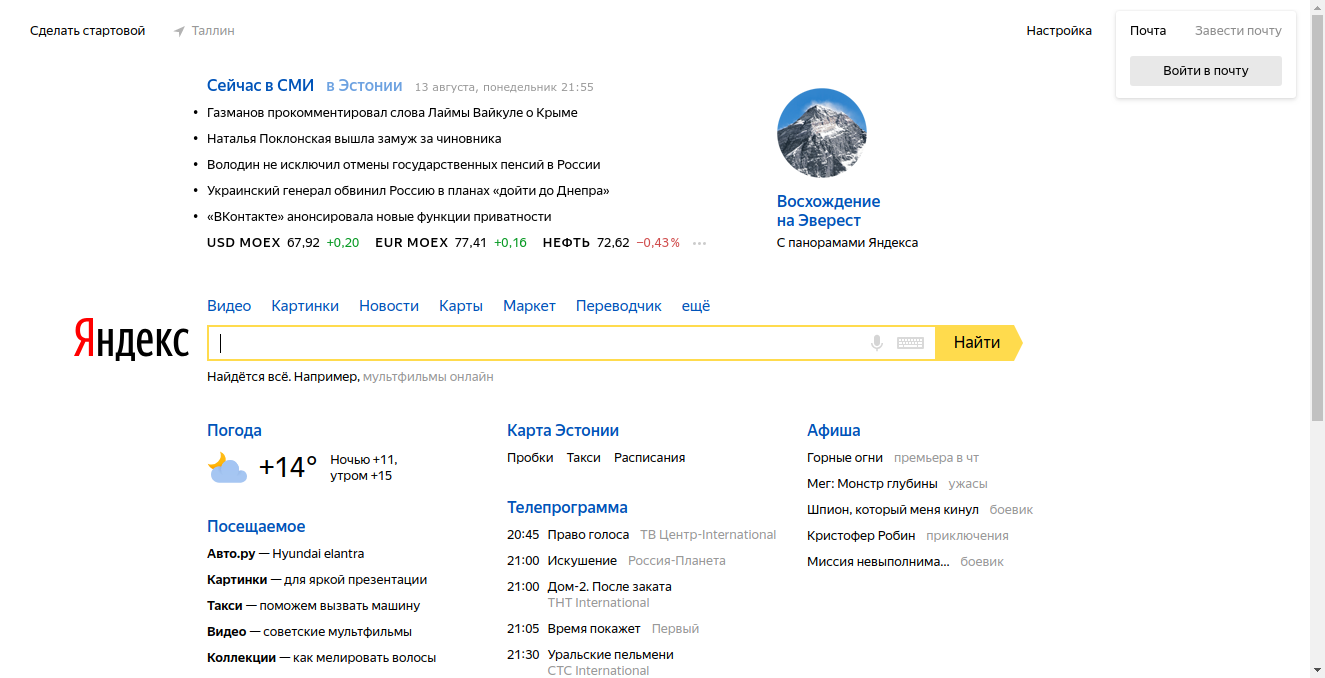 Сделать стартовой Таллин Настройка Почта Завести почту
Войти в почту
Сейчас в СМИ в Эстонии 13 августа, понедельник 21:55
• Газманов прокомментировал слова Лаймы Вайкуле о Крыме
• Наталья Поклонская вышла замуж за чиновника
• Володин не исключил отмены государственных пенсий в России
• Украинский генерал обвинил Россию в планах «дойти до Днепра»
• «ВКонтакте» анонсировала новые функции приватности
USD MOEX 67,92 +0,20 EUR MOEX 77,41 +0,16 НЕФТЬ 72,62 −0,43% ...
Восхождение
на Эверест
С панорамами Яндекса
Видео Картинки Новости Карты Маркет Переводчик ещё
Яндекс Найти
Найдётся всё. Например, мультфильмы онлайн
Погода
+14° Ночью +11,
утром +15
Посещаемое
Авто.ру — Hyundai elantra
Картинки — для яркой презентации
Такси — поможем вызвать машину
Видео — советские мультфильмы
Коллекции — как мелировать волосы
Карта Эстонии
Пробки Такси Расписания
Телепрограмма
20:45 Право голоса ТВ Центр-International
21:00 Искушение Россия-Планета
21:00 Дом-2. После заката
ТНТ International
21:05 Время покажет Первый
21:30 Уральские пельмени
СТС International
Афиша
Горные огни премьера в чт
Мег: Монстр глубины ужасы
Шпион, который меня кинул боевик
Кристофер Робин приключения
Миссия невыполнима... боевик